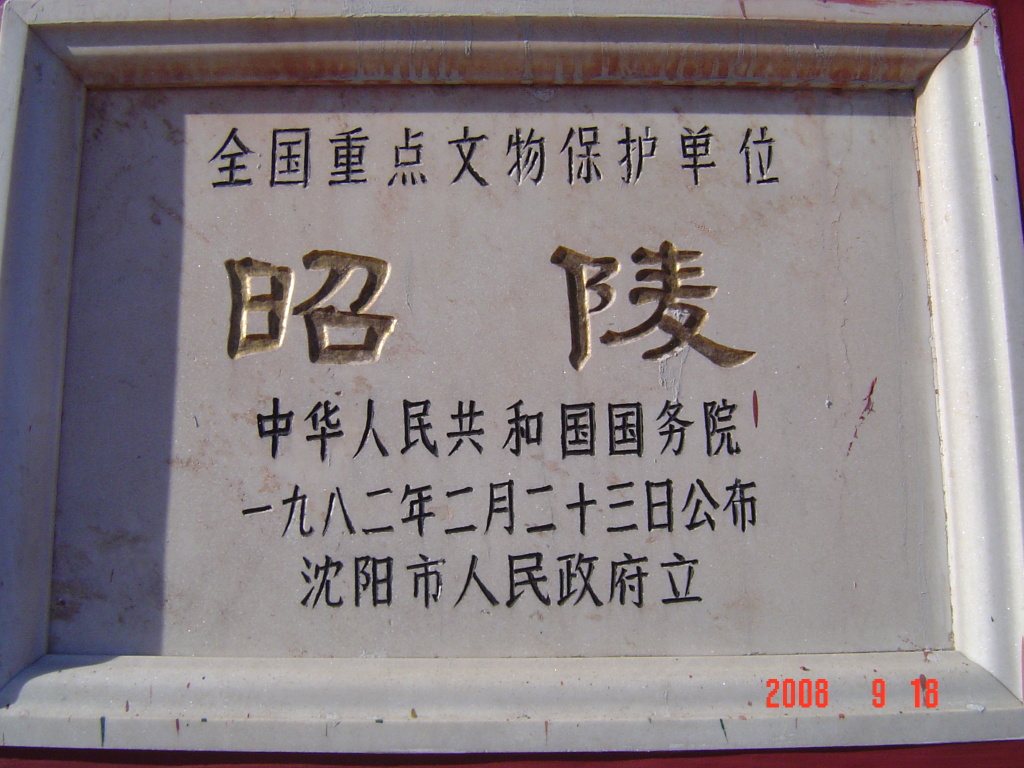 全国重点文物保护单位
昭陵
中华人民共和国国务院
一九八二年二月二十三日公布
沈阳市人民政府立
2008 9 18